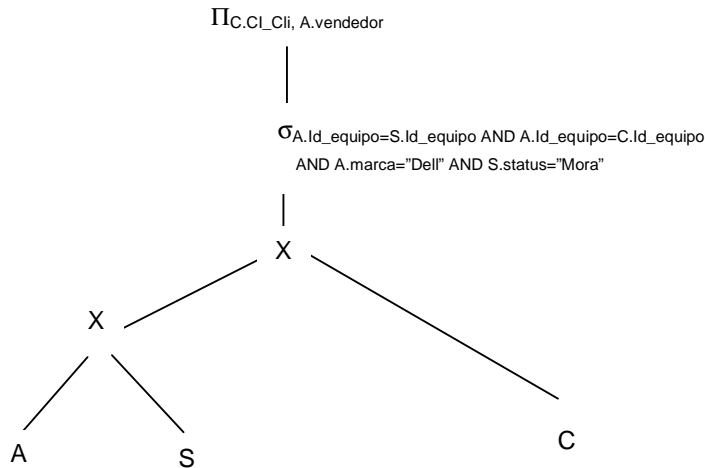 ΠC.CI_Cli, A.vendedor
σA.Id_equipo=S.Id_equipo AND A.Id_equipo=C.Id_equipo
AND A.marca=”Dell” AND S.status=”Mora”
X
X
A
S
C